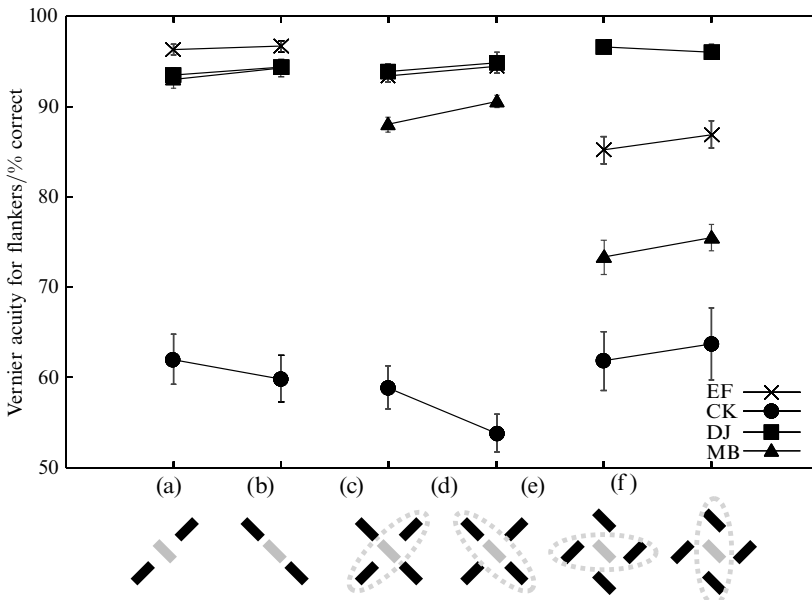 Vernier acuity for flankers/% correct
100
90
80
70
60
50
EF
CK
DJ
MB
(a) (b) (c) (d) (e) (f)